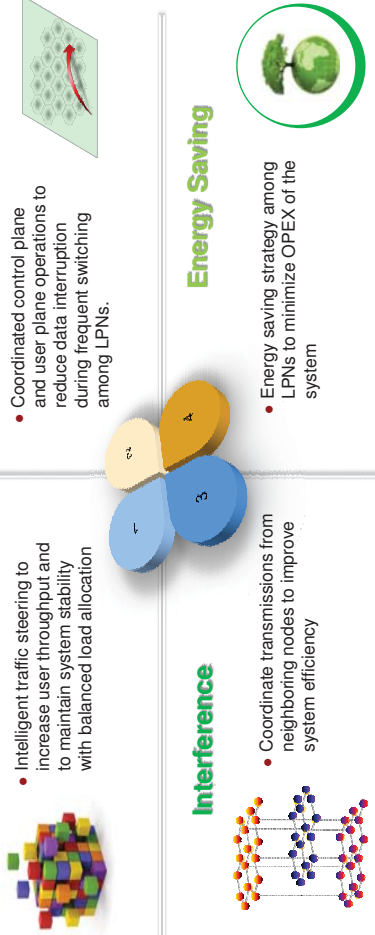 • Intelligent traffic steering to
increase user throughput and
to maintain system stability
with balanced load allocation
• Coordinated control plane
and user plane operations to
reduce data interruption
during frequent switching
among LPNs.
1
2
3
4
Interference
• Coordinate transmissions from
neighboring nodes to improve
system efficiency
Energy Saving
• Energy saving strategy among
LPNs to minimize OPEX of the
system